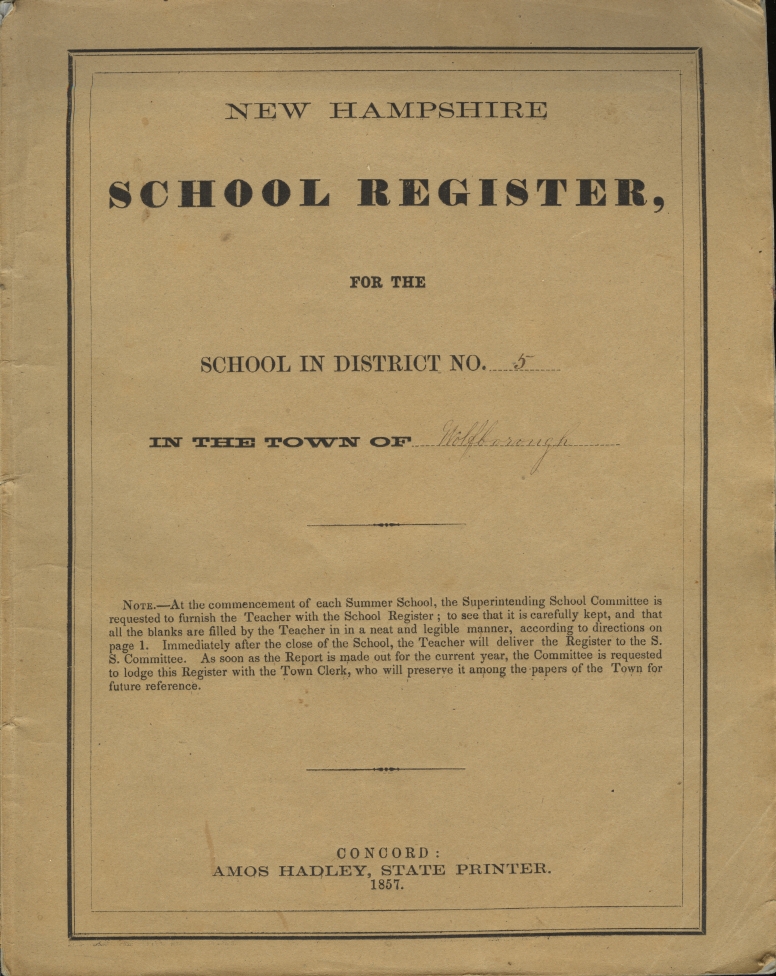 NEW HAMPSHIRE
SCHOOL REGISTER,
FOR THE
SCHOOL IN DISTRICT NO. 5
IN THE TOWN OF Wolfborough
NOTE.—At the commencement of each Summer School, the Superintending School Committee is
requested to furnish the Teacher with the School Register; to see that it is carefully kept, and that
all the blanks are filled by the Teacher in in a neat and legible manner, according to directions on
page 1. Immediately after the close of the School, the Teacher will deliver the Register to the S.
S. Committee. As soon as the Report is made out for the current year, the Committee is requested
to lodge this Register with the Town Clerk, who will preserve it among the papers of the Town for
future reference.
CONCORD:
AMOS HADLEY, STATE PRINTER.
1857.